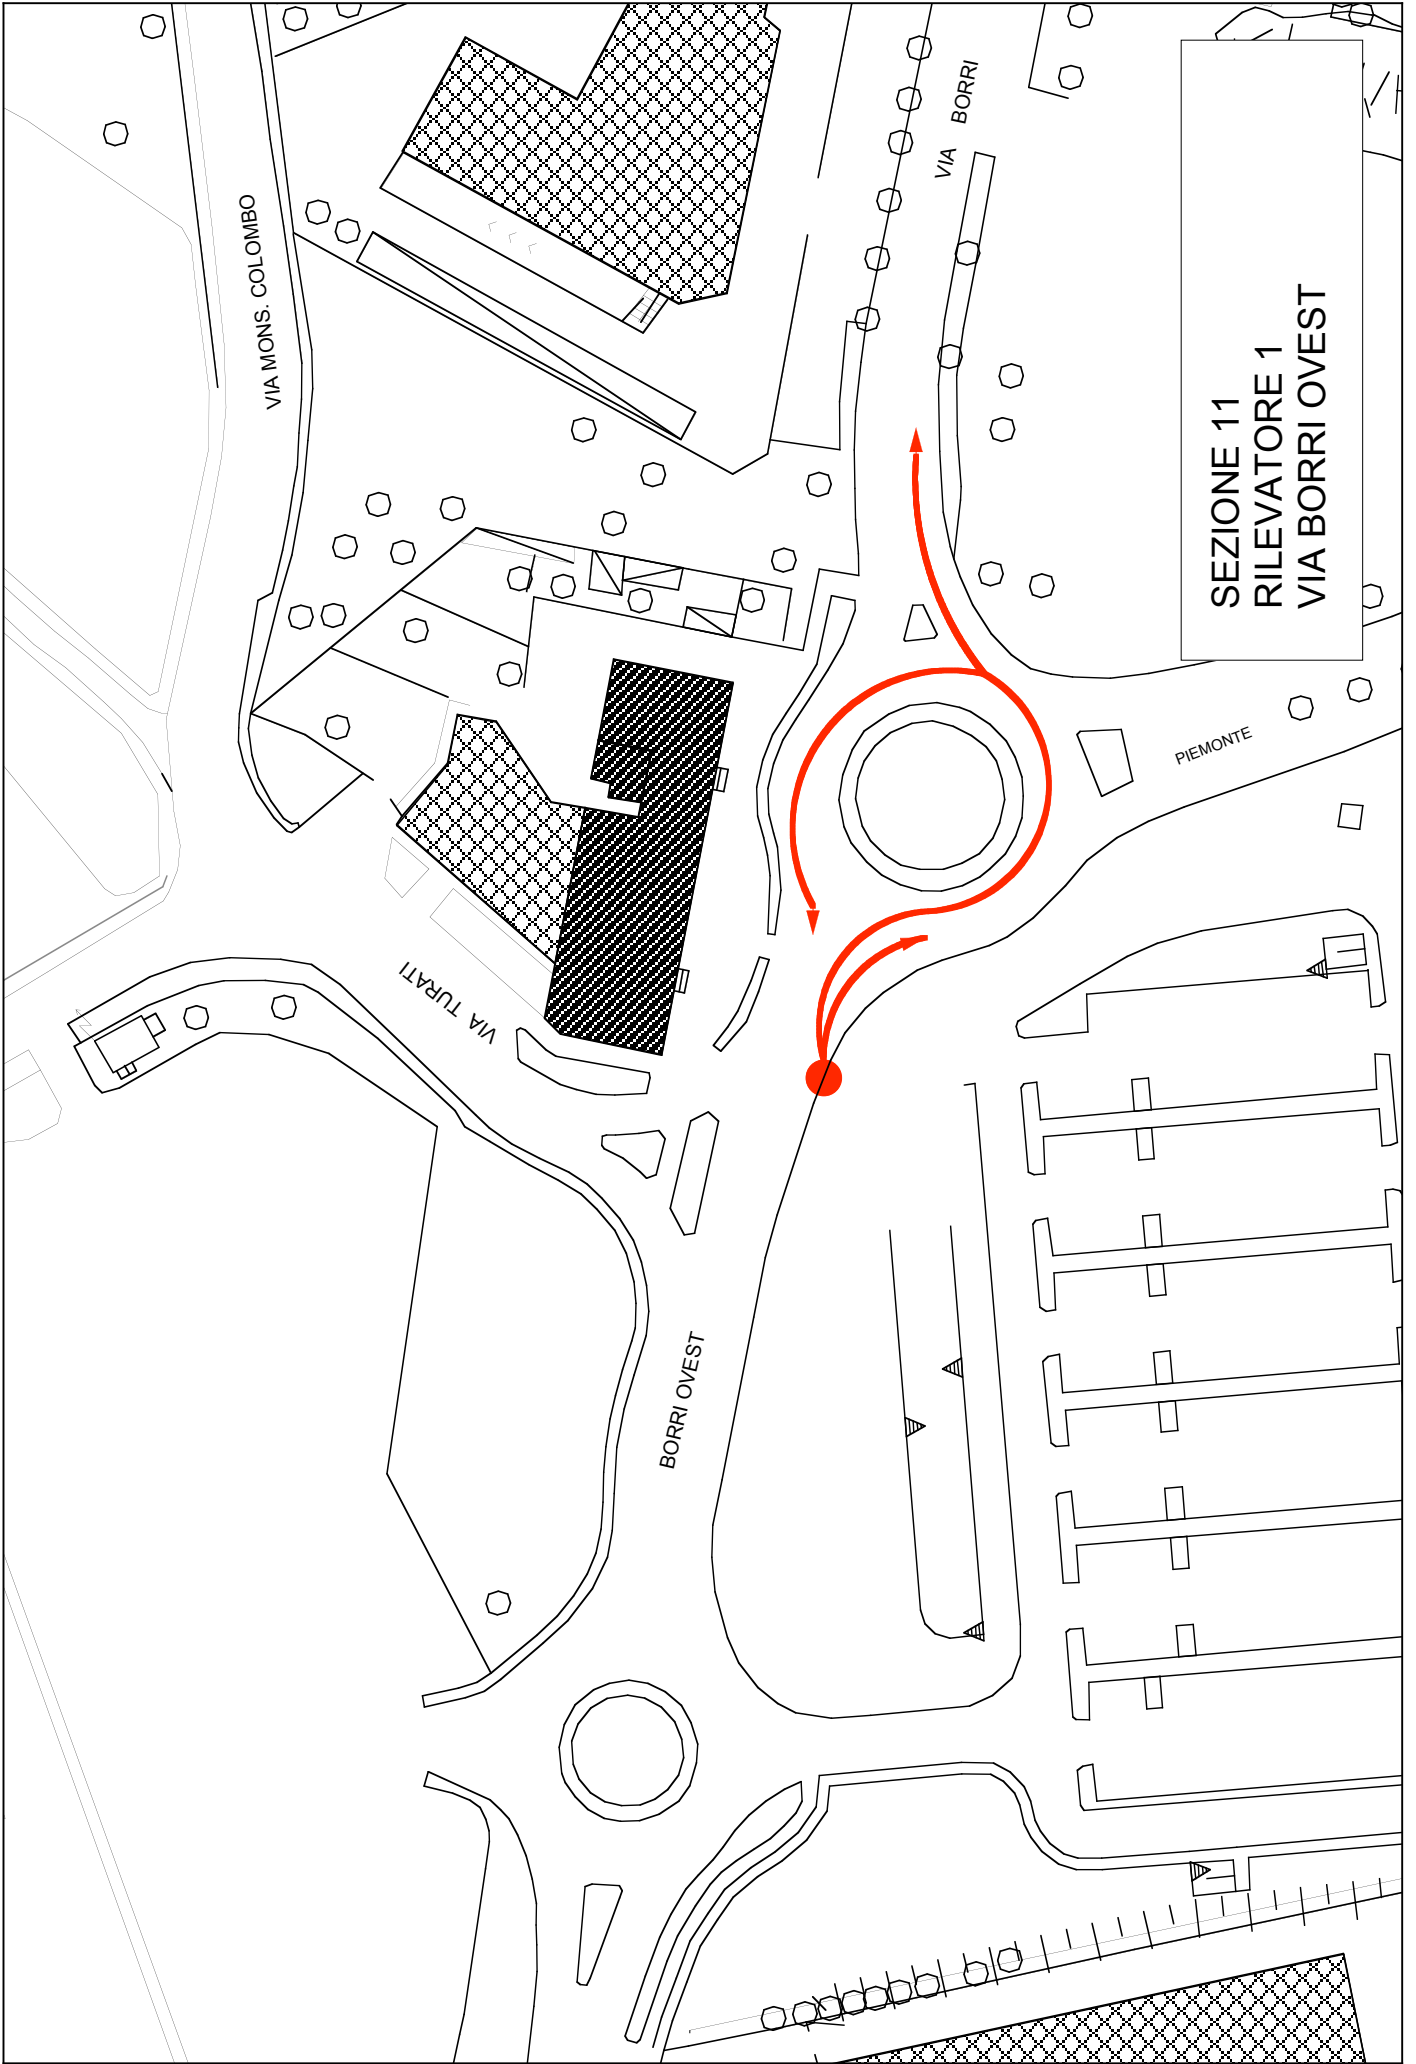 VIA MONS. COLOMBO
VIA BORRI
SEZIONE 11
RILEVATORE 1
VIA BORRI OVEST
PIEMONTE
VIA TURATI
BORRI OVEST